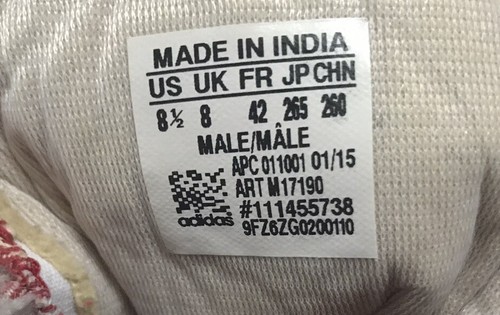 MADE IN INDIA
US UK FR JP CHN
8½ 8 42 265 260
MALE/MÂLE
APC 011001 01/15
ART M17190
#111455738
adidas 9FZ6ZG0200110